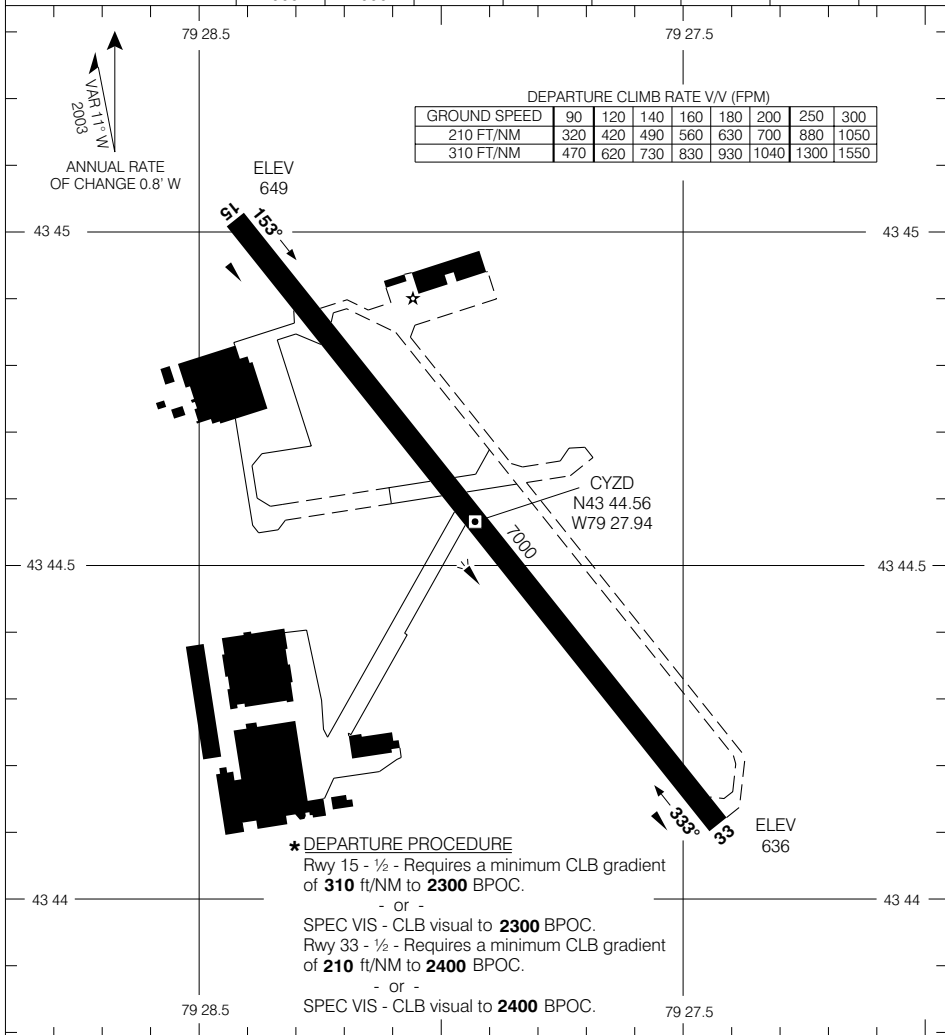 79 28.5
79 27.5
VAR 11° W
2003
ANNUAL RATE
OF CHANGE 0.8' W
DEPARTURE CLIMB RATE V/V (FPM)
GROUND SPEED 90 120 140 160 180 200 250 300
210 FT/NM 320 420 490 560 630 700 880 1050
310 FT/NM 470 620 730 830 930 1040 1300 1550
ELEV
649
15
153°
43 45
43 45
CYZD
N43 44.56
W79 27.94
7000
43 44.5
43 44.5
333°
33
ELEV
636
* DEPARTURE PROCEDURE
Rwy 15 - ½ - Requires a minimum CLB gradient
of 310 ft/NM to 2300 BPOC.
- or -
SPEC VIS - CLB visual to 2300 BPOC.
Rwy 33 - ½ - Requires a minimum CLB gradient
of 210 ft/NM to 2400 BPOC.
- or -
SPEC VIS - CLB visual to 2400 BPOC.
43 44
43 44
79 28.5
79 27.5